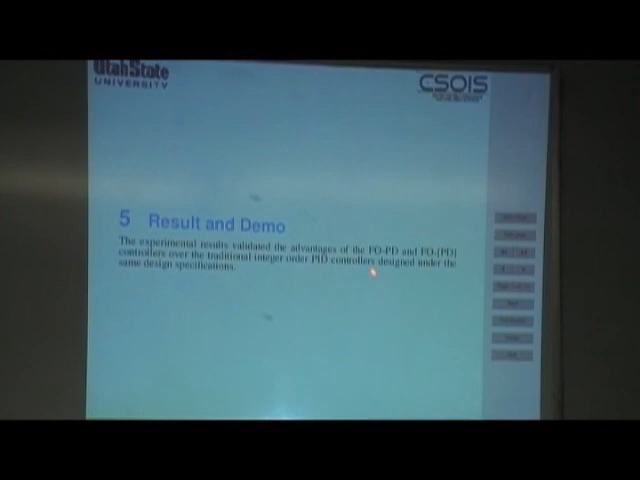 UtahState
UNIVERSITY
CSOIS
5 Result and Demo
The experimental results validated the advantages of the FO-PD and FO-[PD]
controllers over the traditional integer order PID controllers designed under the
same design specifications.